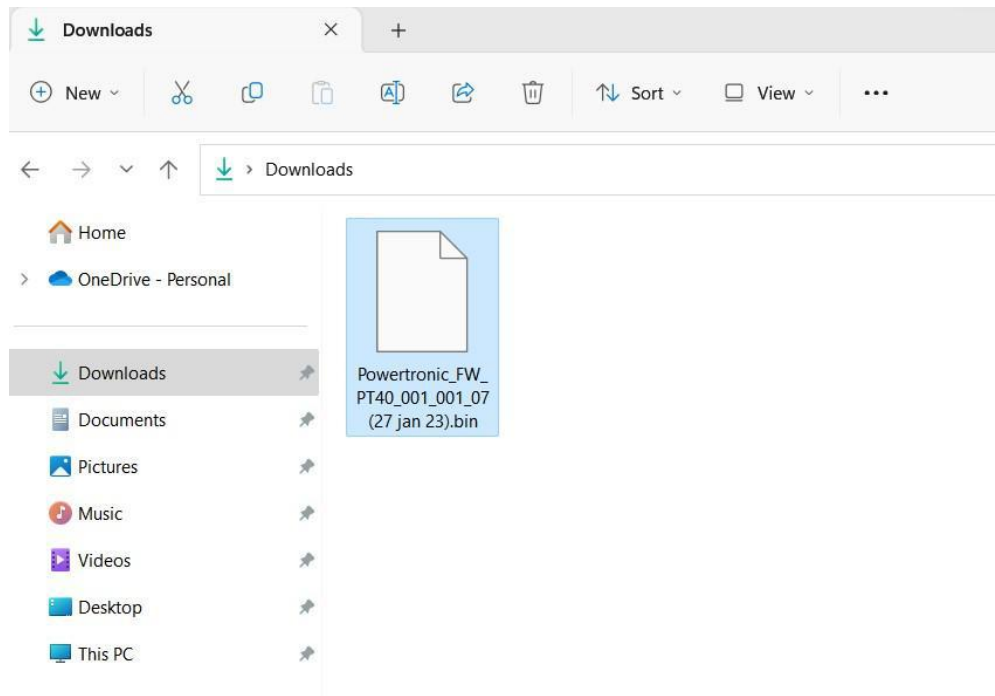 Downloads
New
Sort
View
Downloads
Home
OneDrive - Personal
Downloads
Documents
Pictures
Music
Videos
Desktop
This PC
Powertronic_FW_
PT40_001_001_07
(27 jan 23).bin